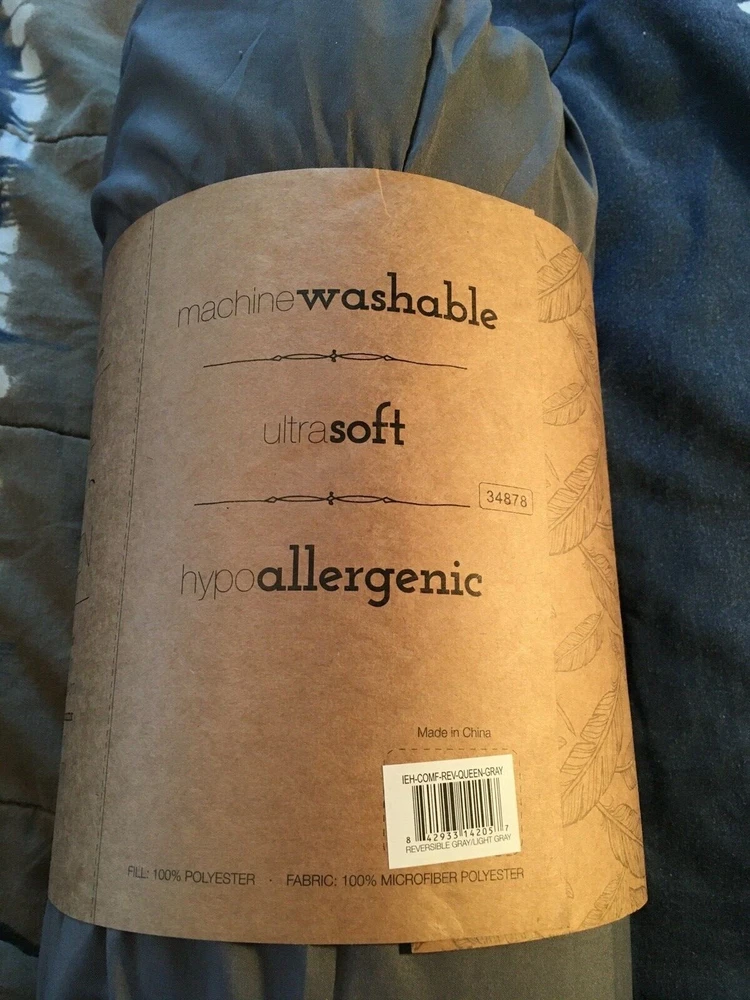 machinewashable
ultrasoft
34878
hypoallergenic
Made in China
IEH-COMF-REV-QUEEN-GRAY
8 42933 14205 7
REVERSIBLE GRAY/LIGHT GRAY
FILL: 100% POLYESTER · FABRIC: 100% MICROFIBER POLYESTER